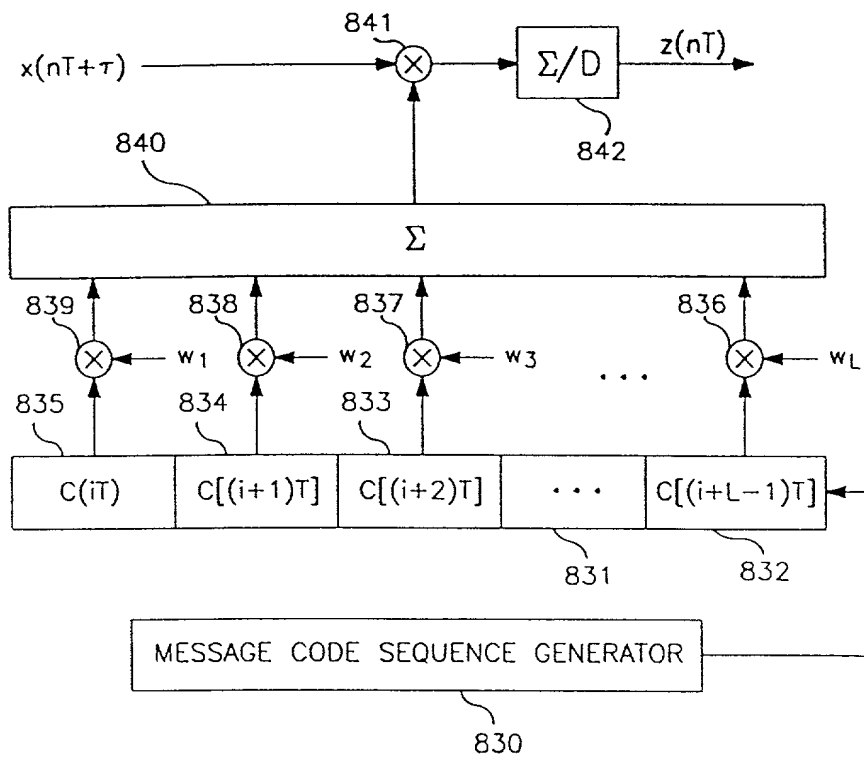 841
x(nT+τ)
×
Σ/D
z(nT)
842
840
Σ
839
838
837
836
×
w1
×
w2
×
w3
. . .
×
wL
835
834
833
C(iT)
C[(i+1)T]
C[(i+2)T]
• • •
C[(i+L-1)T]
831
832
MESSAGE CODE SEQUENCE GENERATOR
830